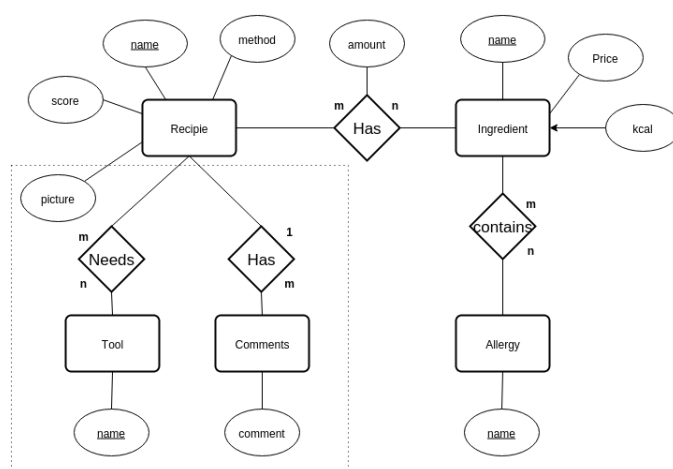 name
method
amount
name
Price
score
m
n
Recipie
Has
Ingredient
kcal
picture
m
contains
n
m
1
Needs
Has
n
m
Tool
Comments
Allergy
name
comment
name